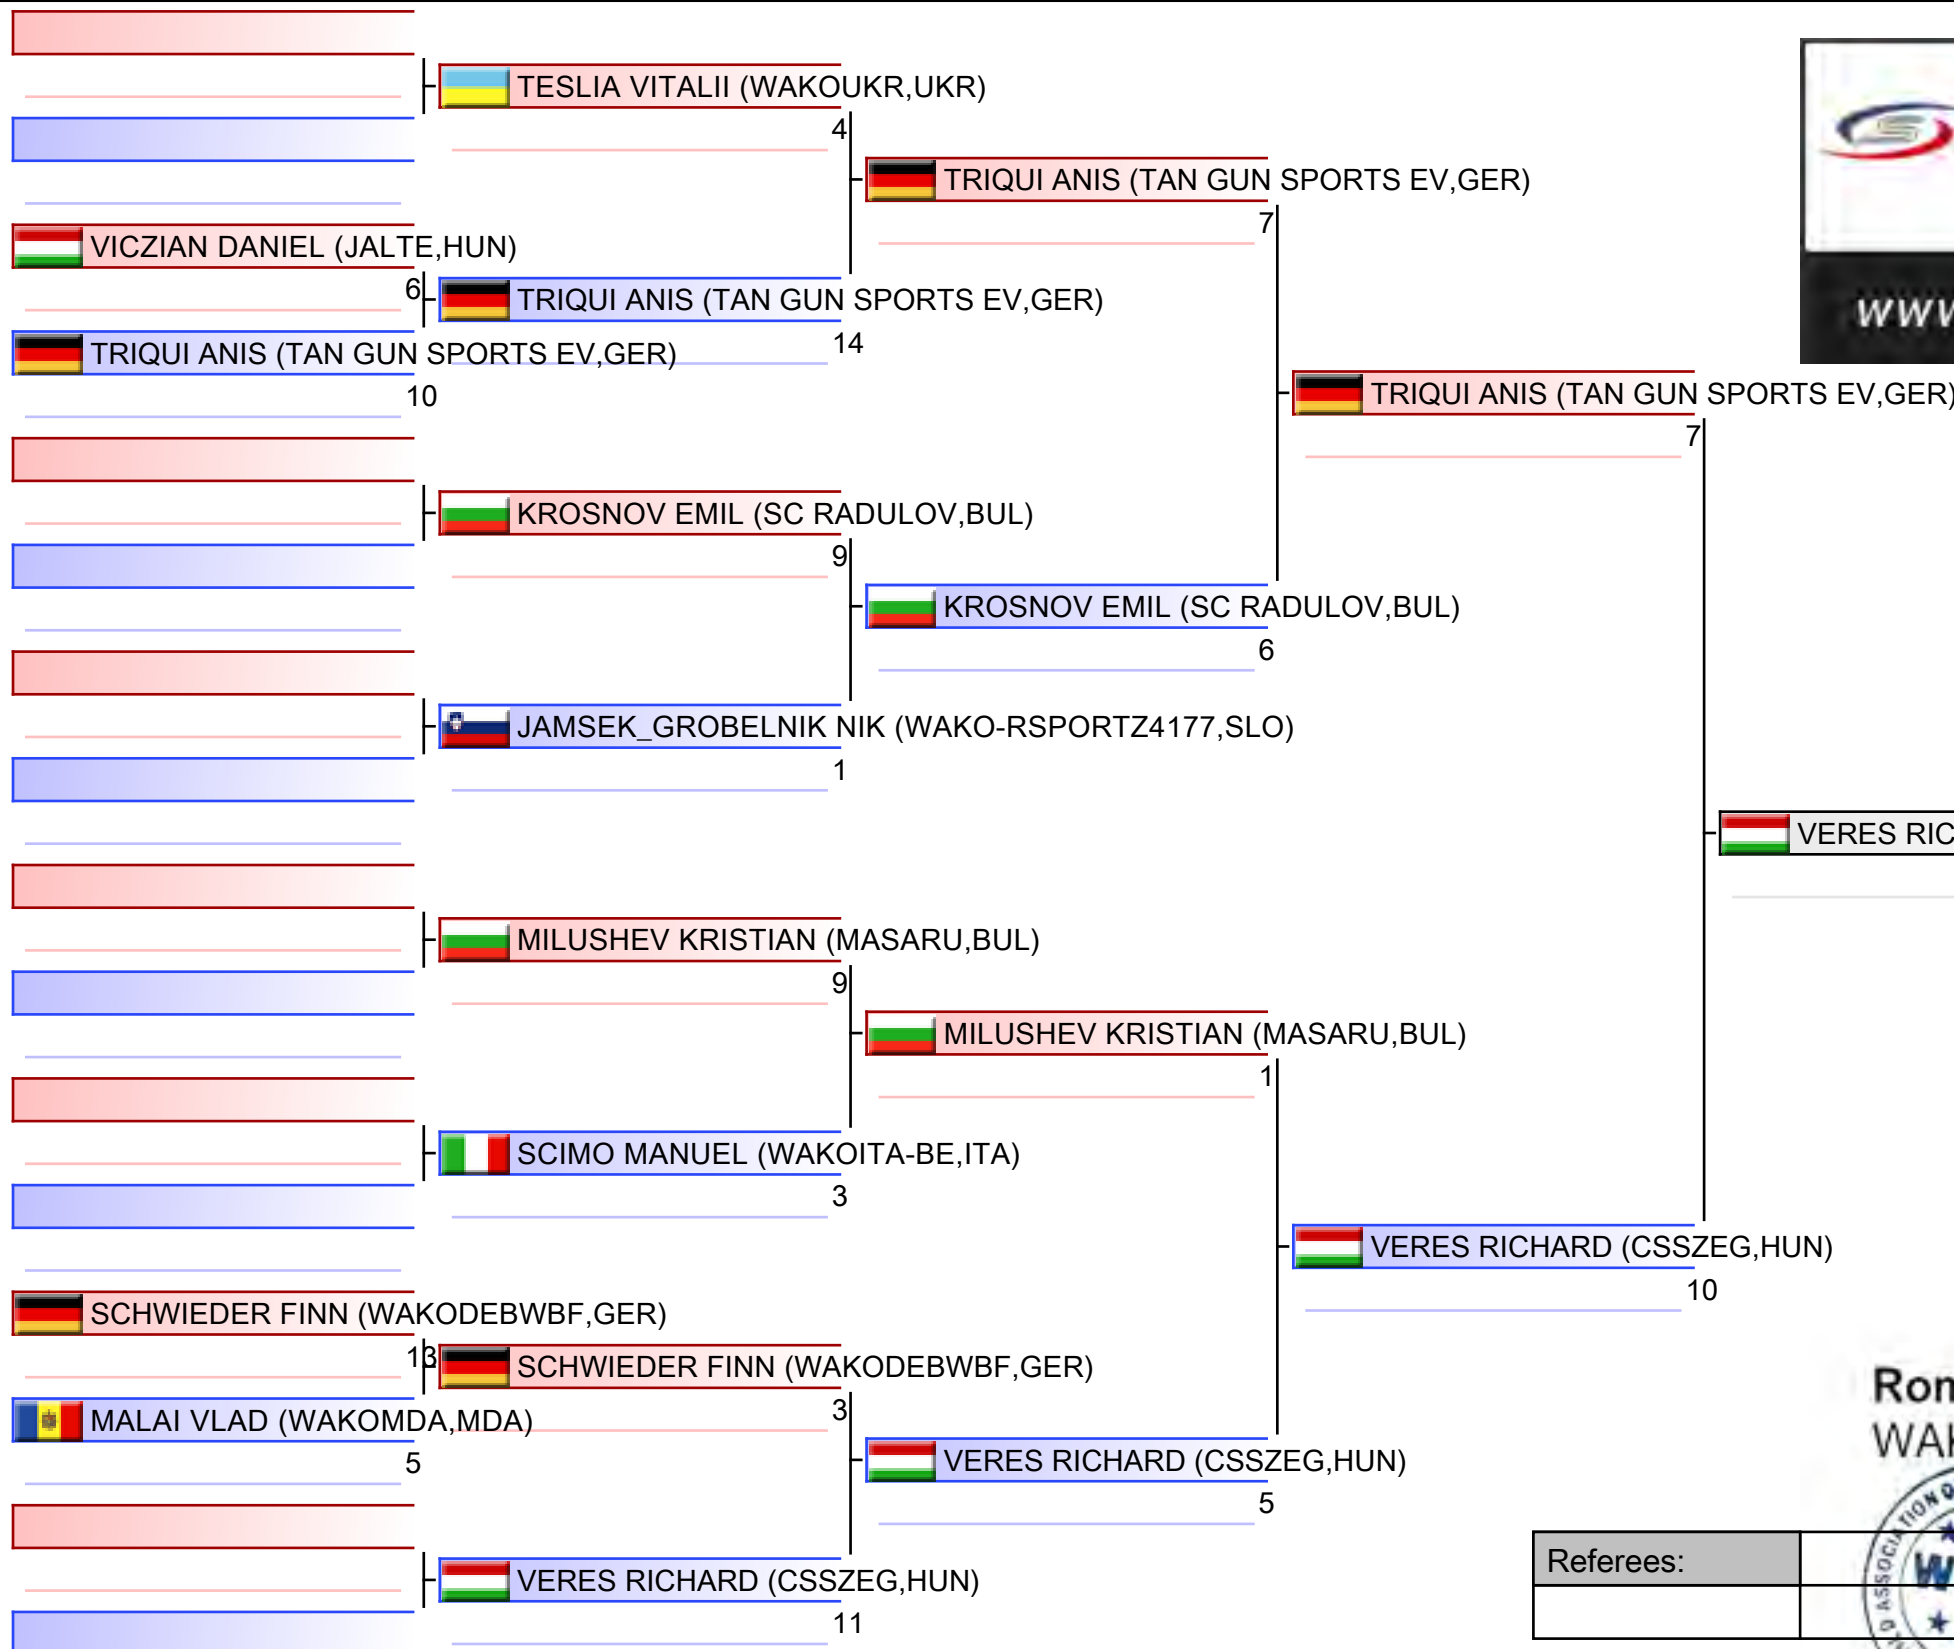 TESLIA VITALII (WAKOUKR,UKR)
4
TRIQUI ANIS (TAN GUN SPORTS EV,GER)
7
VICZIAN DANIEL (JALTE,HUN)
6
TRIQUI ANIS (TAN GUN SPORTS EV,GER)
14
TRIQUI ANIS (TAN GUN SPORTS EV,GER)
10
TRIQUI ANIS (TAN GUN SPORTS EV,GER)
7
KROSNOV EMIL (SC RADULOV,BUL)
9
KROSNOV EMIL (SC RADULOV,BUL)
6
JAMSEK_GROBELNIK NIK (WAKO-RSPORTZ4177,SLO)
1
VERES RIC
MILUSHEV KRISTIAN (MASARU,BUL)
9
MILUSHEV KRISTIAN (MASARU,BUL)
1
SCIMO MANUEL (WAKOITA-BE,ITA)
3
VERES RICHARD (CSSZEG,HUN)
10
SCHWIEDER FINN (WAKODEBWBF,GER)
13
SCHWIEDER FINN (WAKODEBWBF,GER)
3
MALAI VLAD (WAKOMDA,MDA)
5
VERES RICHARD (CSSZEG,HUN)
5
VERES RICHARD (CSSZEG,HUN)
11
www
Rom
WAK
Referees: